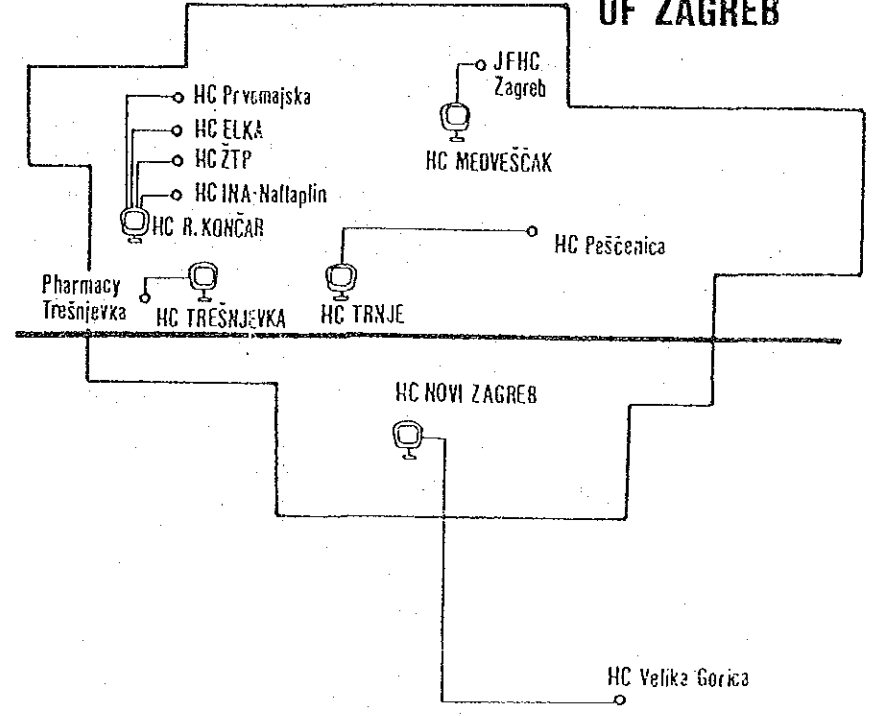 OF ZAGREB
JFHC
Zagreb
HC Prvomajska
HC ELKA
HC ŽTP
HC INA-Naftaplin
HC MEDVEŠČAK
HC R. KONČAR
HC Peščenica
Pharmacy
Trešnjevka
HC TREŠNJEVKA
HC TRNJE
HC NOVI ZAGREB
HC Velika Gorica